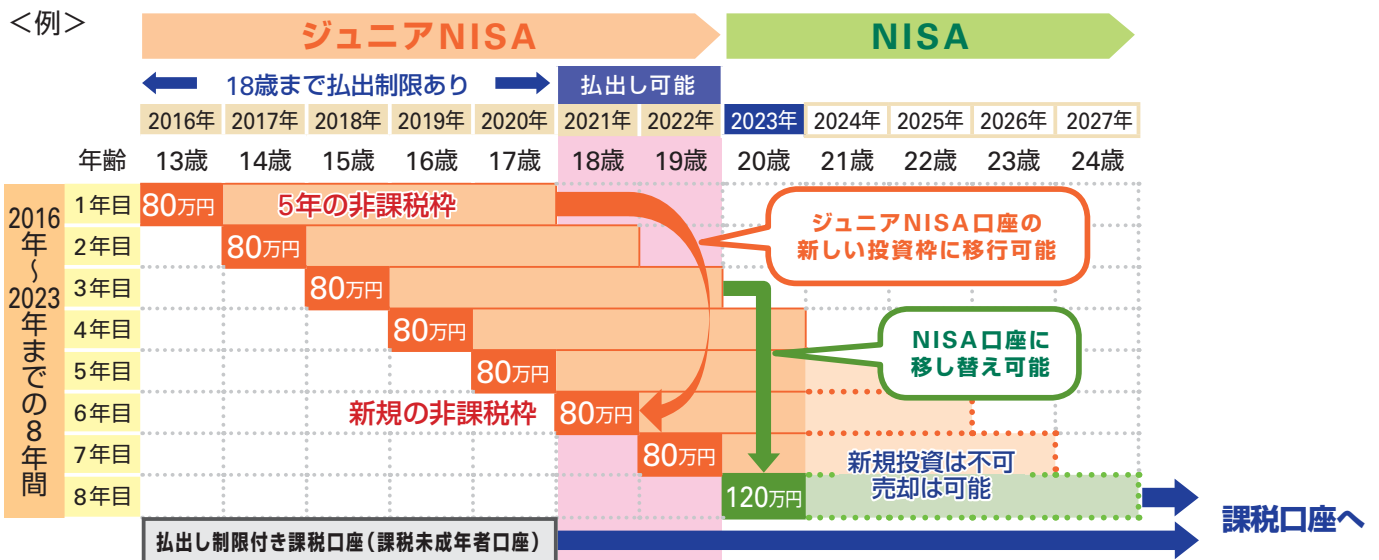 ＜例＞
ジュニアNISA
NISA
18歳まで払出制限あり
払出し可能
2016年 2017年 2018年 2019年 2020年 2021年 2022年 2023年 2024年 2025年 2026年 2027年
年齢 13歳 14歳 15歳 16歳 17歳 18歳 19歳 20歳 21歳 22歳 23歳 24歳
2016年～2023年までの8年間
1年目 80万円 5年の非課税枠
ジュニアNISA口座の
新しい投資枠に移行可能
2年目 80万円
3年目 80万円
4年目 80万円
NISA口座に
移し替え可能
5年目 80万円
6年目 新規の非課税枠 80万円
7年目 80万円
新規投資は不可
売却は可能
8年目 120万円
課税口座へ
払出し制限付き課税口座（課税未成年者口座）